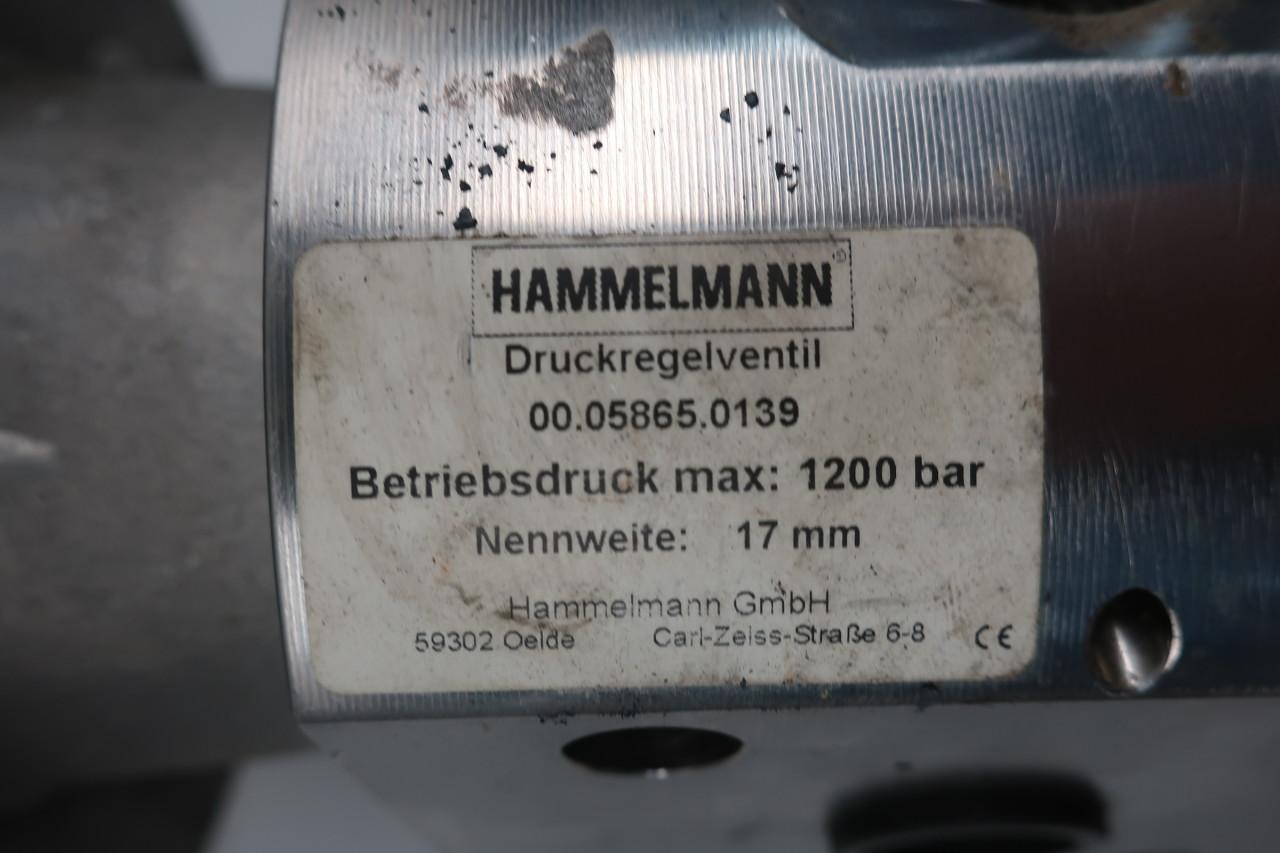 HAMMELMANN®
Druckregelventil
00.05865.0139
Betriebsdruck max: 1200 bar
Nennweite: 17 mm
Hammelmann GmbH
59302 Oelde Carl-Zeiss-Straße 6-8 CE